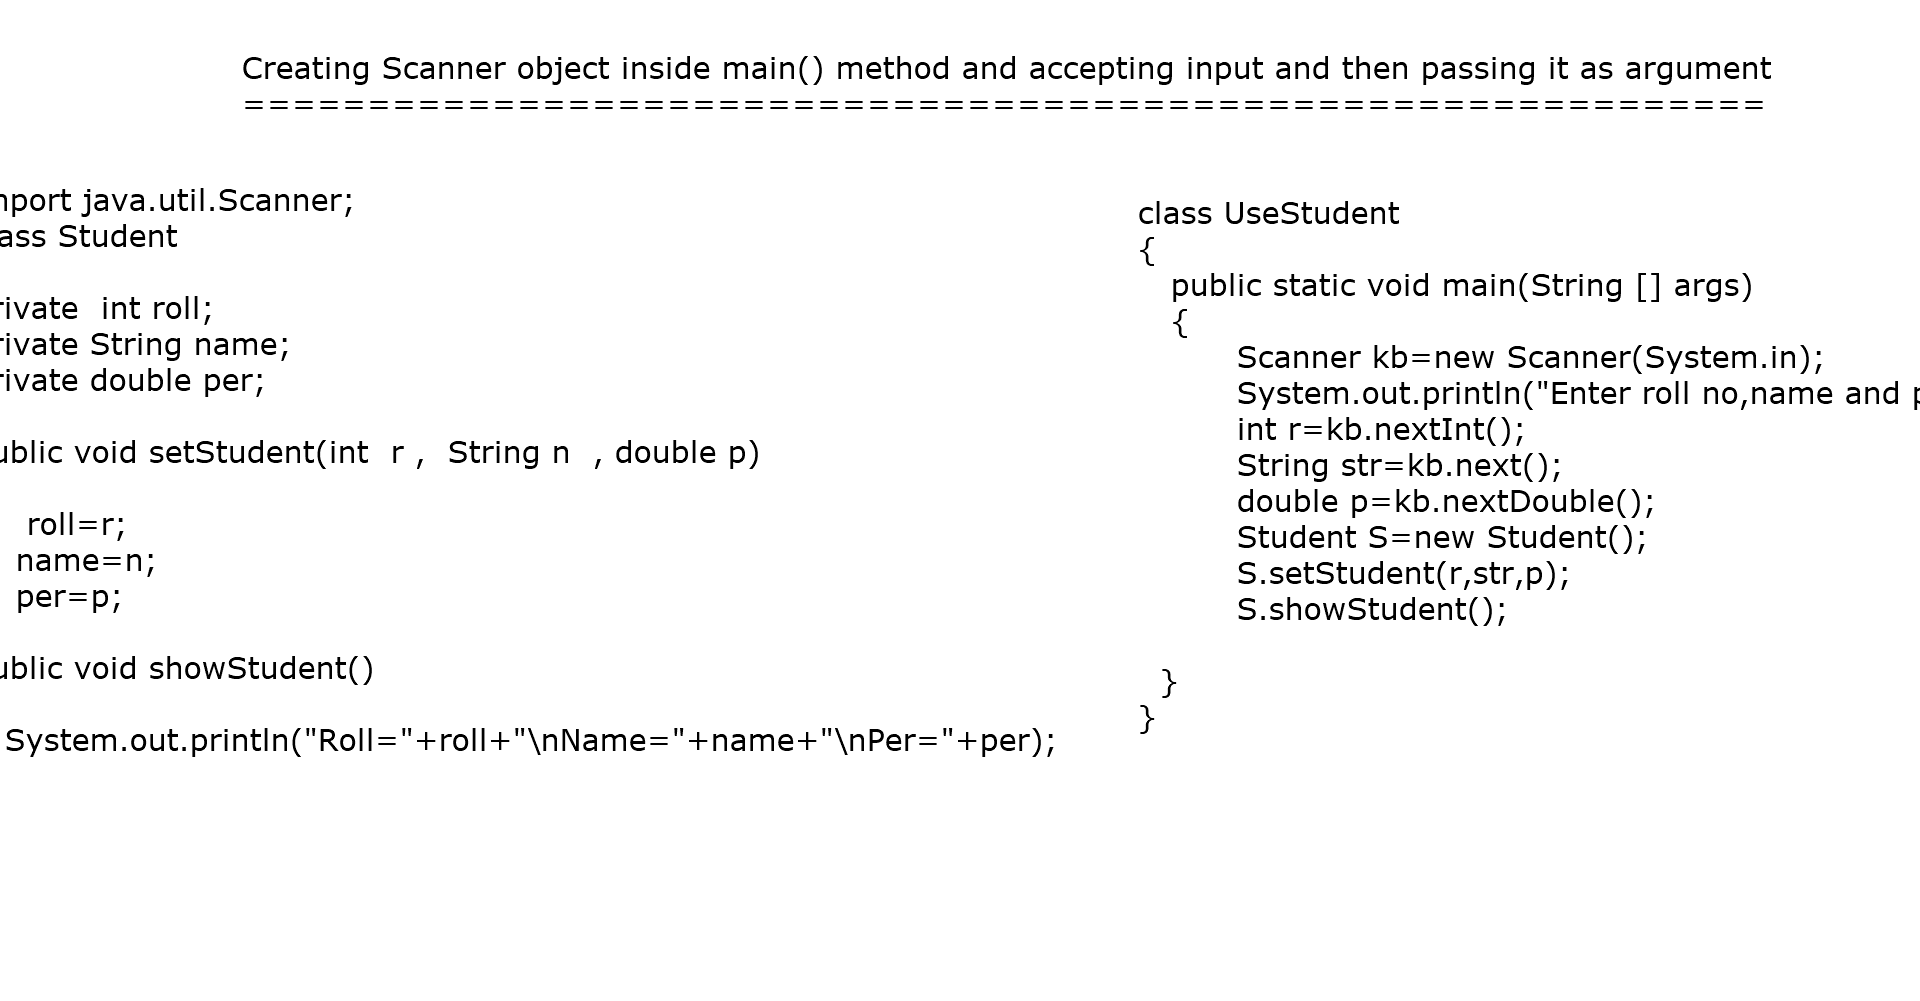 Creating Scanner object inside main() method and accepting input and then passing it as argument
==============================================================
mport java.util.Scanner;
ass Student
rivate  int roll;
rivate String name;
rivate double per;
ublic void setStudent(int  r ,  String n  , double p)
roll=r;
name=n;
per=p;
ublic void showStudent()
System.out.println("Roll="+roll+"\nName="+name+"\nPer="+per);
class UseStudent
{
public static void main(String [] args)
{
Scanner kb=new Scanner(System.in);
System.out.println("Enter roll no,name and p
int r=kb.nextInt();
String str=kb.next();
double p=kb.nextDouble();
Student S=new Student();
S.setStudent(r,str,p);
S.showStudent();
}
}